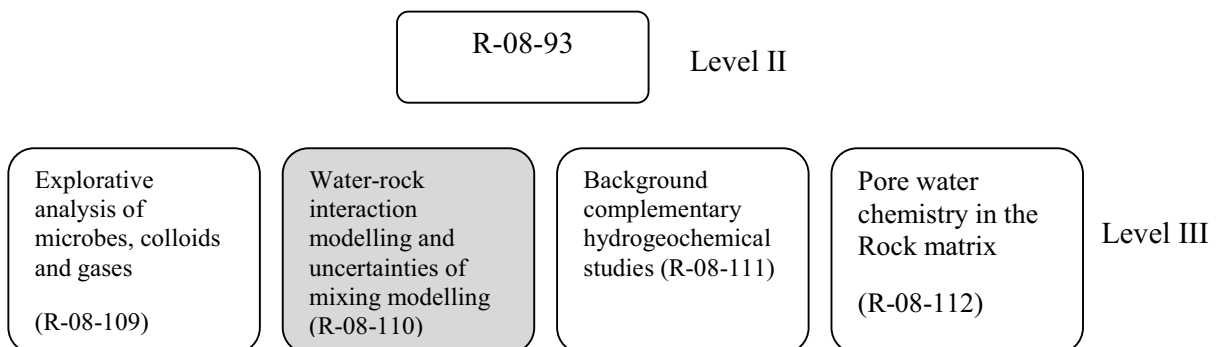 R-08-93
Level II
Explorative
analysis of
microbes, colloids
and gases
(R-08-109)
Water-rock
interaction
modelling and
uncertainties of
mixing modelling
(R-08-110)
Background
complementary
hydrogeochemical
studies (R-08-111)
Pore water
chemistry in the
Rock matrix
(R-08-112)
Level III